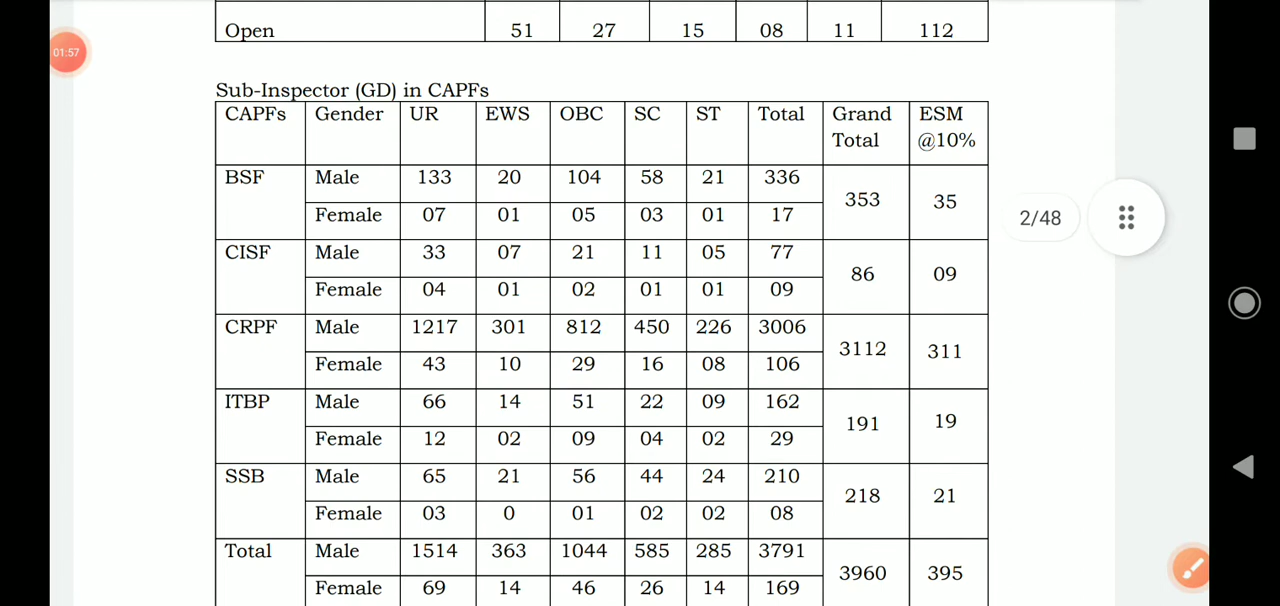 Open 51 27 15 08 11 112
01:57
Sub-Inspector (GD) in CAPFs
CAPFs Gender UR EWS OBC SC ST Total Grand Total ESM @10%
BSF Male 133 20 104 58 21 336 353 35
Female 07 01 05 03 01 17
2/48
CISF Male 33 07 21 11 05 77 86 09
Female 04 01 02 01 01 09
CRPF Male 1217 301 812 450 226 3006 3112 311
Female 43 10 29 16 08 106
ITBP Male 66 14 51 22 09 162 191 19
Female 12 02 09 04 02 29
SSB Male 65 21 56 44 24 210 218 21
Female 03 0 01 02 02 08
Total Male 1514 363 1044 585 285 3791 3960 395
Female 69 14 46 26 14 169